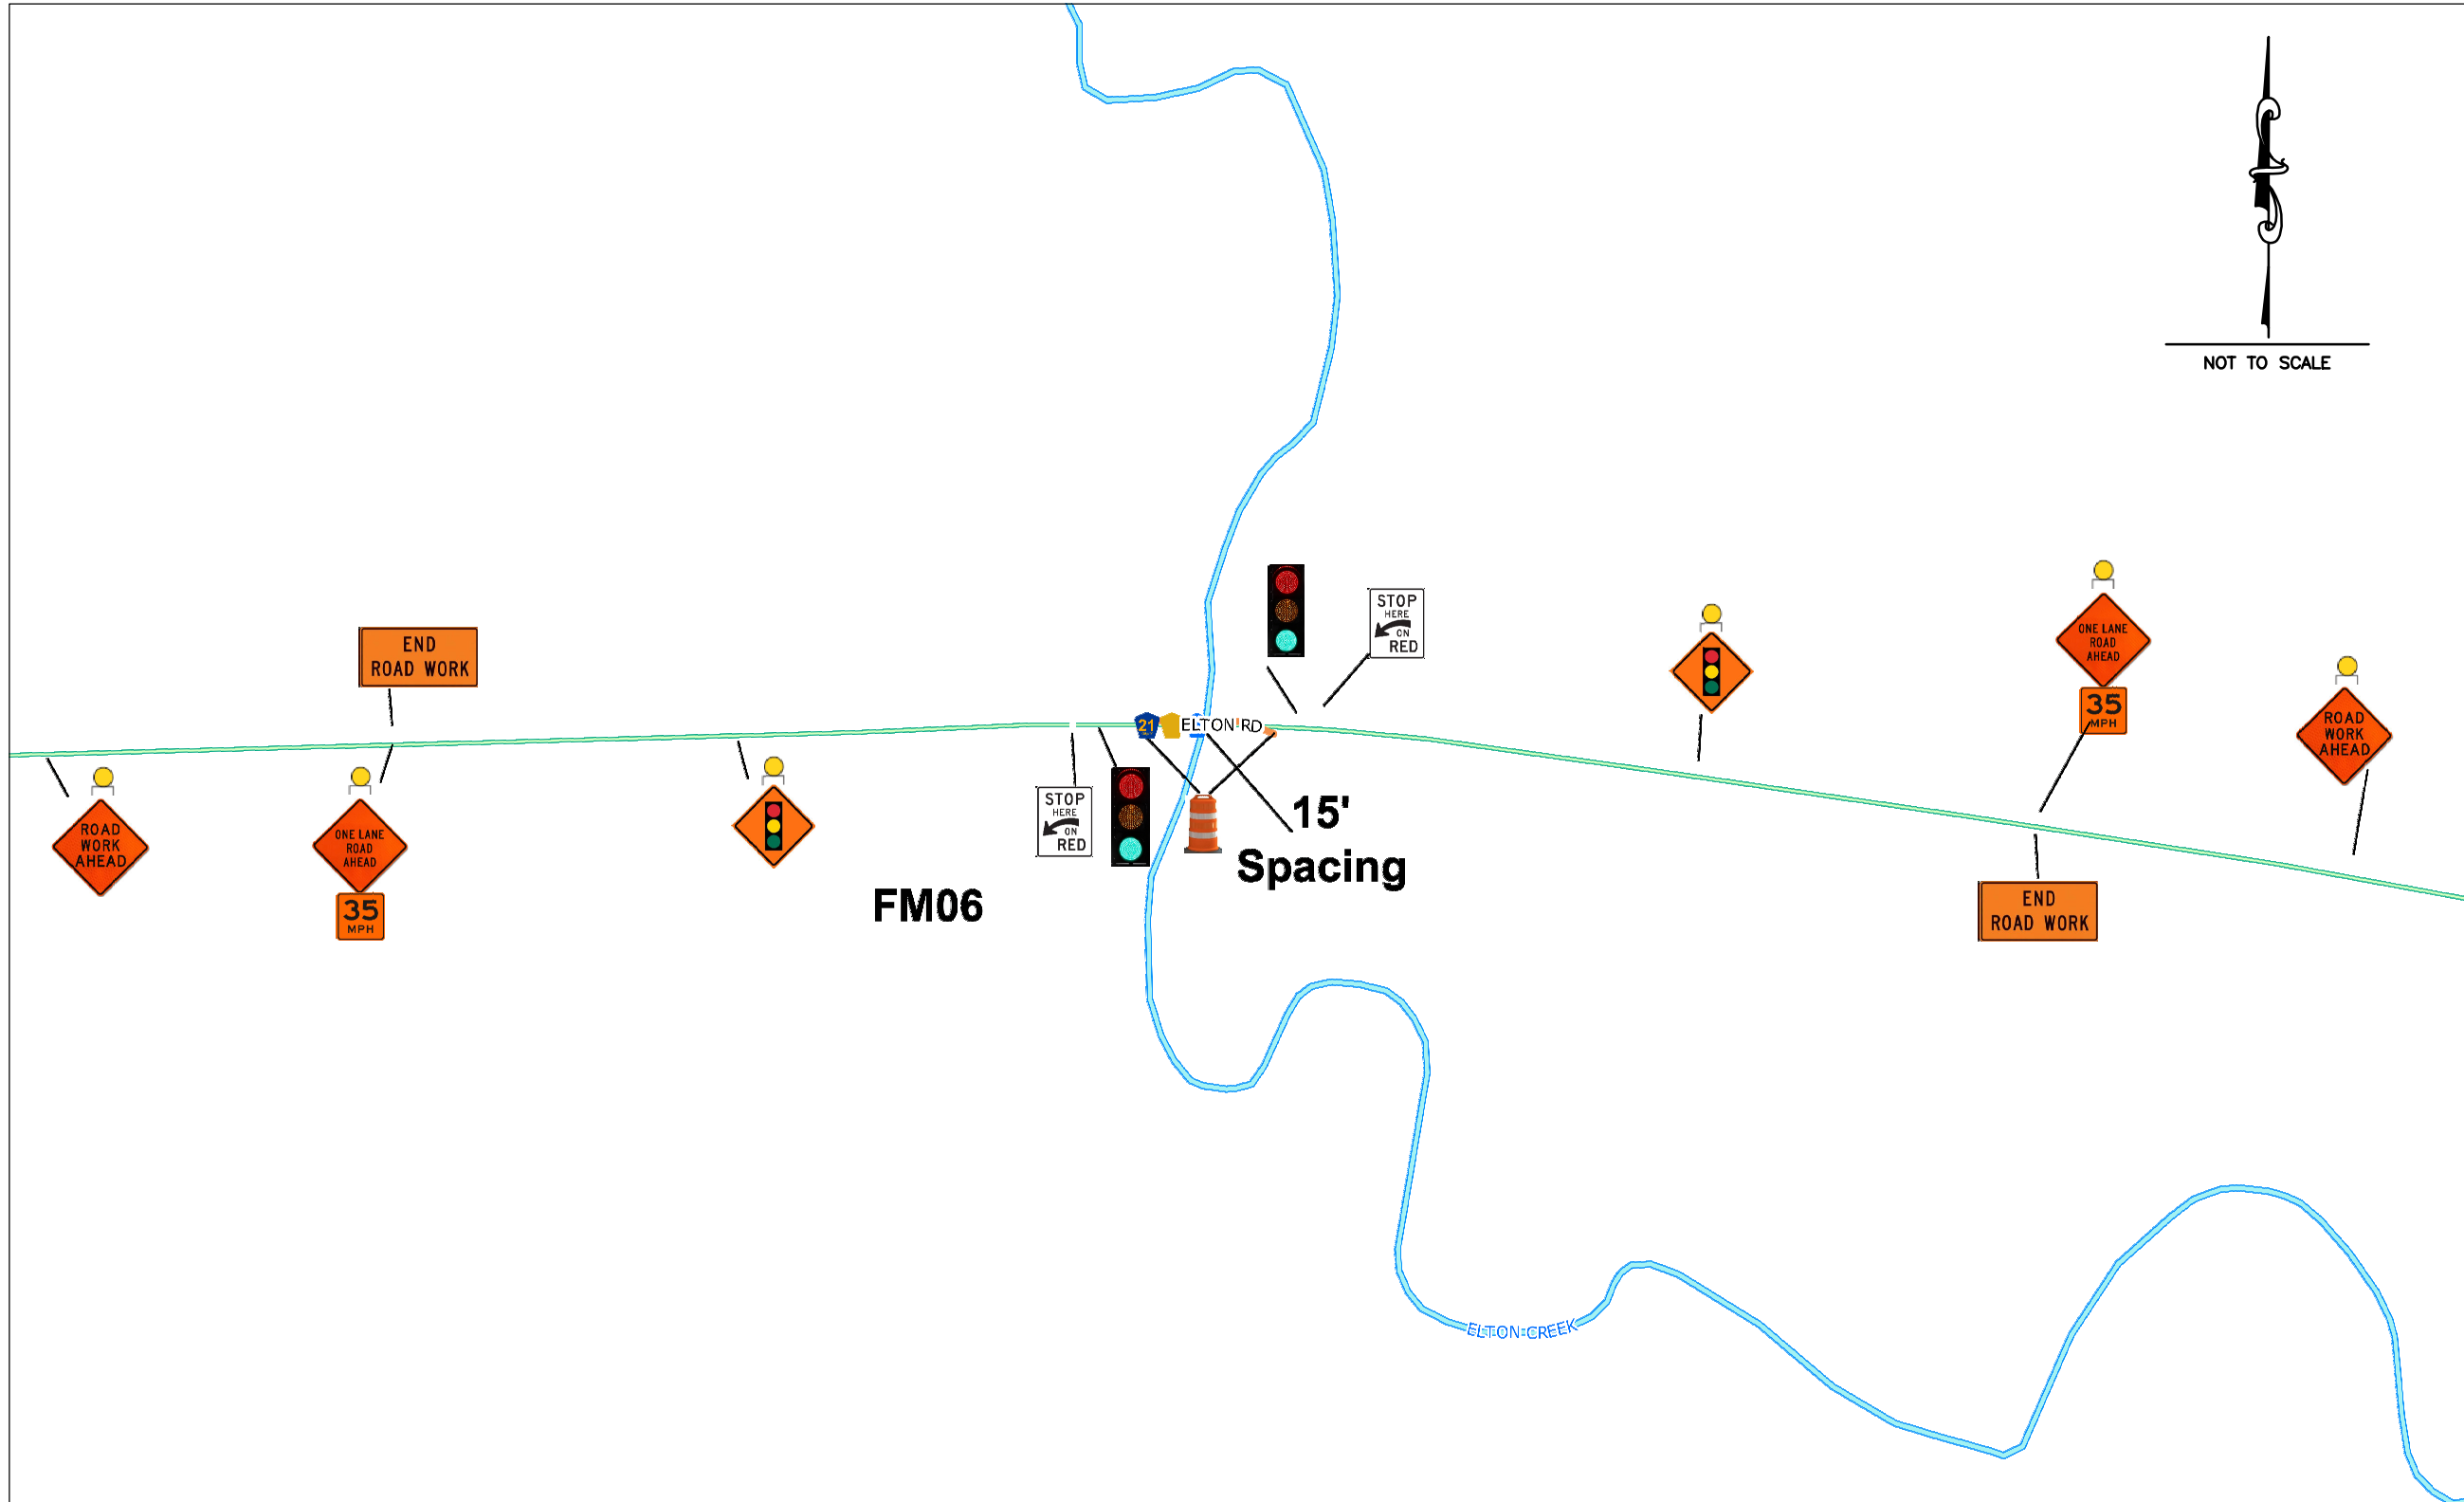 NOT TO SCALE
STOP
HERE
ON
RED
ONE LANE
ROAD
AHEAD
35
MPH
END
ROAD WORK
ROAD
WORK
AHEAD
21
ELTON RD
STOP
HERE
ON
RED
15'
Spacing
ROAD
WORK
AHEAD
ONE LANE
ROAD
AHEAD
35
MPH
FM06
END
ROAD WORK
ELTON CREEK